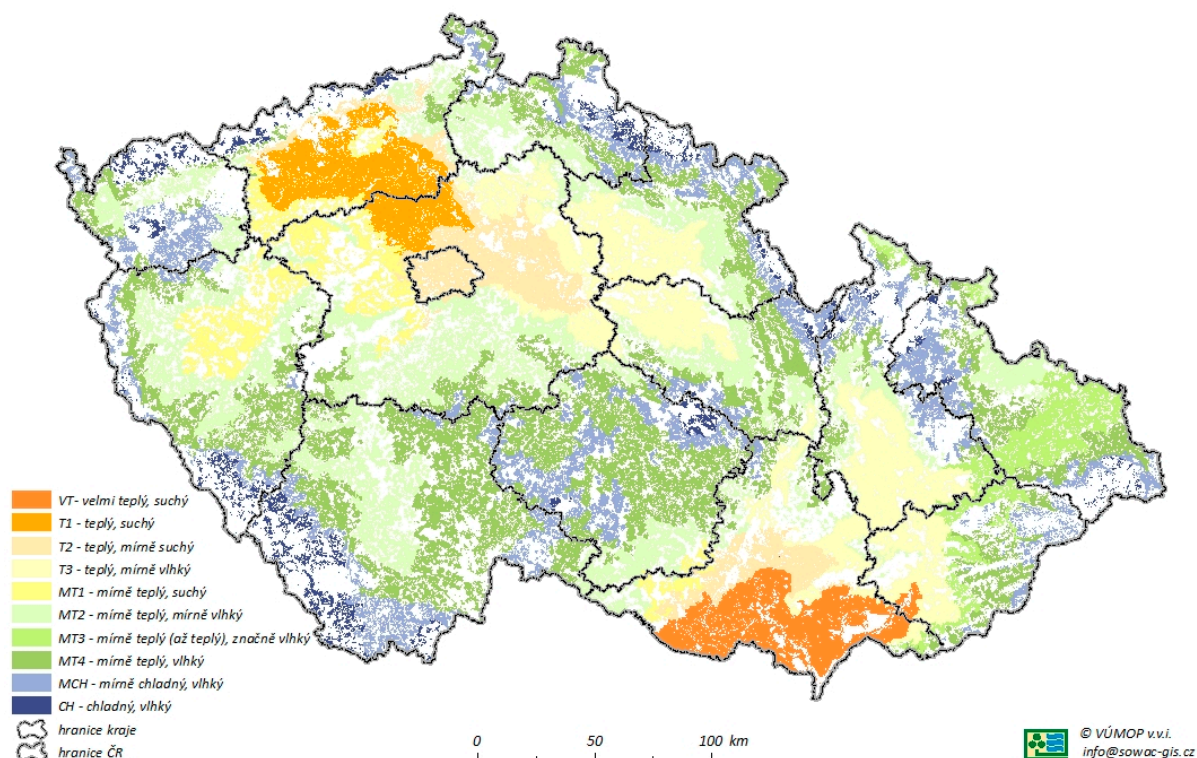 VT- velmi teplý, suchý
T1 - teplý, suchý
T2 - teplý, mírně suchý
T3 - teplý, mírně vlhký
MT1 - mírně teplý, suchý
MT2 - mírně teplý, mírně vlhký
MT3 - mírně teplý (až teplý), značně vlhký
MT4 - mírně teplý, vlhký
MCH - mírně chladný, vlhký
CH - chladný, vlhký
hranice kraje
hranice ČR
0 50 100 km
© VÚMOP v.v.i.
info@sowac-gis.cz